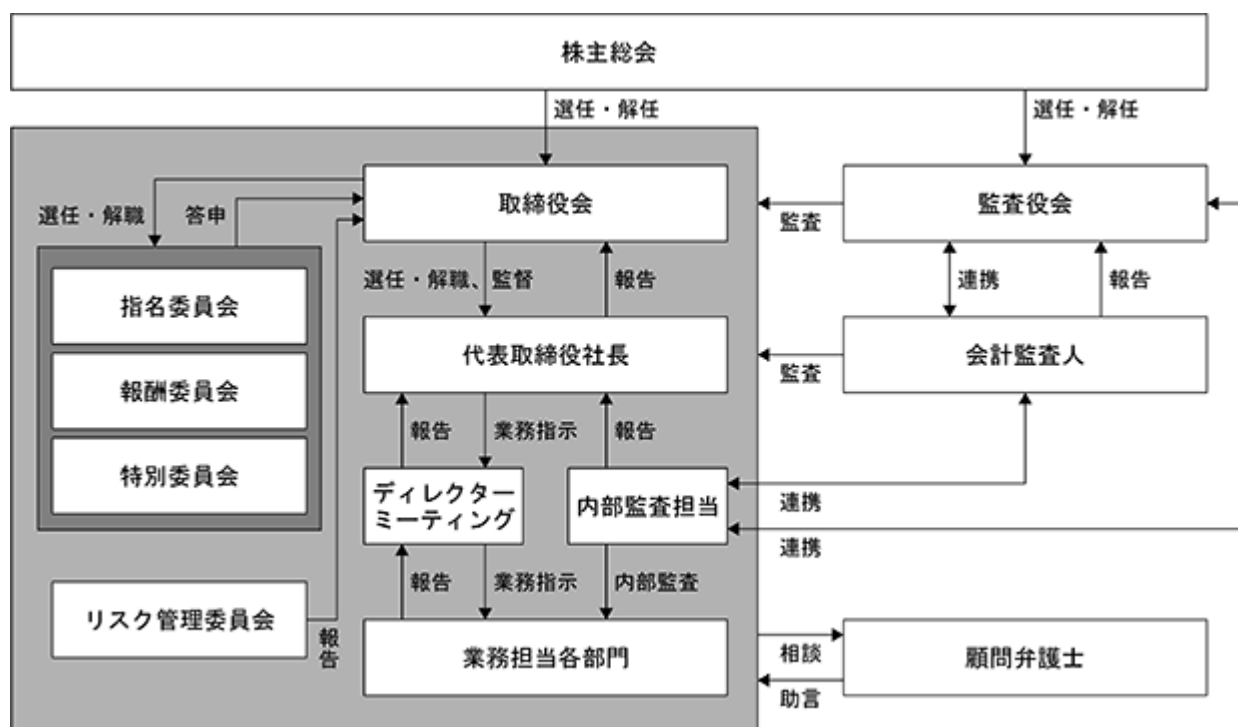 株主総会
選任・解任
選任・解任
取締役会
監査役会
選任・解職
答申
監査
指名委員会
選任・解職、監督
報告
連携
報告
代表取締役社長
会計監査人
監査
報酬委員会
報告
業務指示
報告
特別委員会
ディレクター
ミーティング
内部監査担当
連携
連携
リスク管理委員会
報告
報告
業務指示
内部監査
業務担当各部門
相談
助言
顧問弁護士